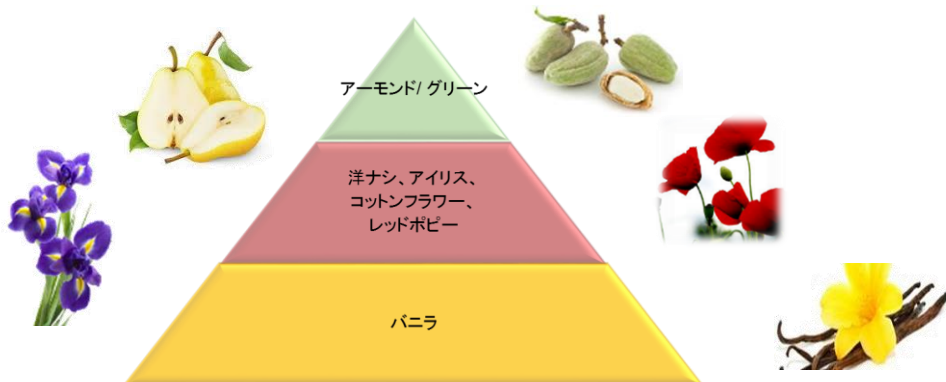 アーモンド/ グリーン
洋ナシ、アイリス、
コットンフラワー、
レッドポピー
バニラ